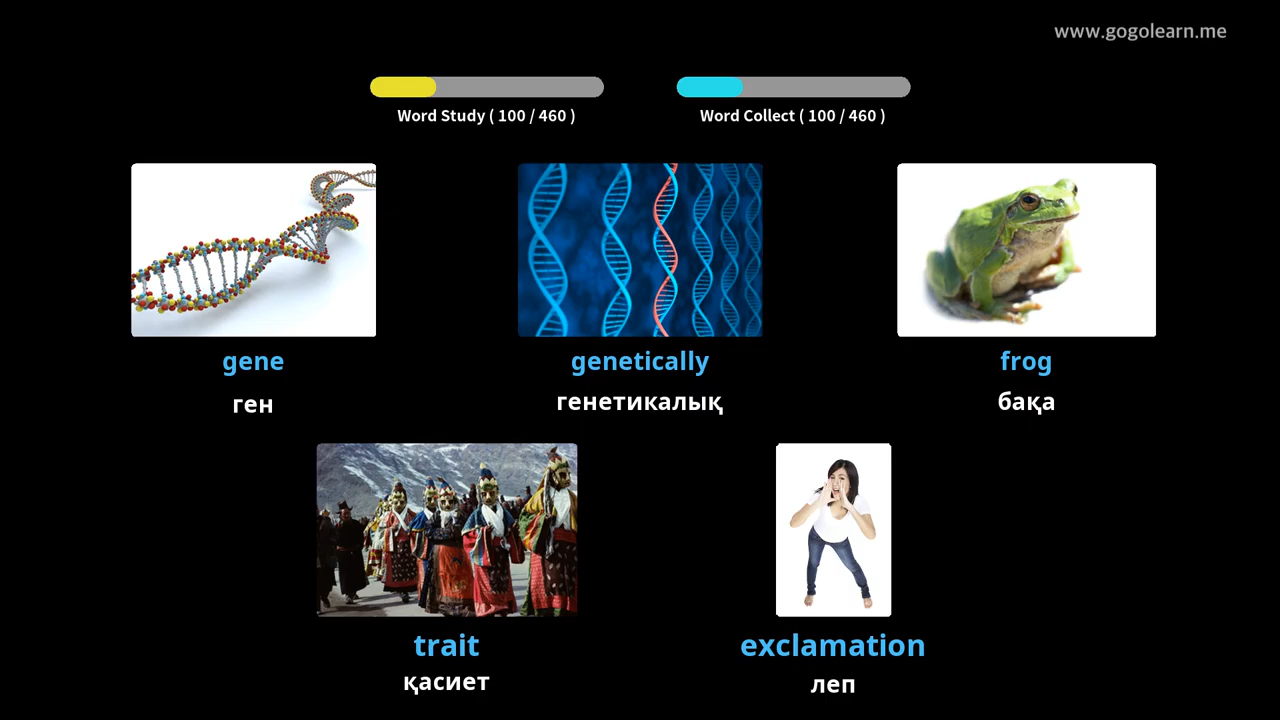 www.gogolearn.me
Word Study ( 100 / 460 )
Word Collect ( 100 / 460 )
gene
genetically
frog
ген
генетикалық
бақа
trait
exclamation
қасиет
леп